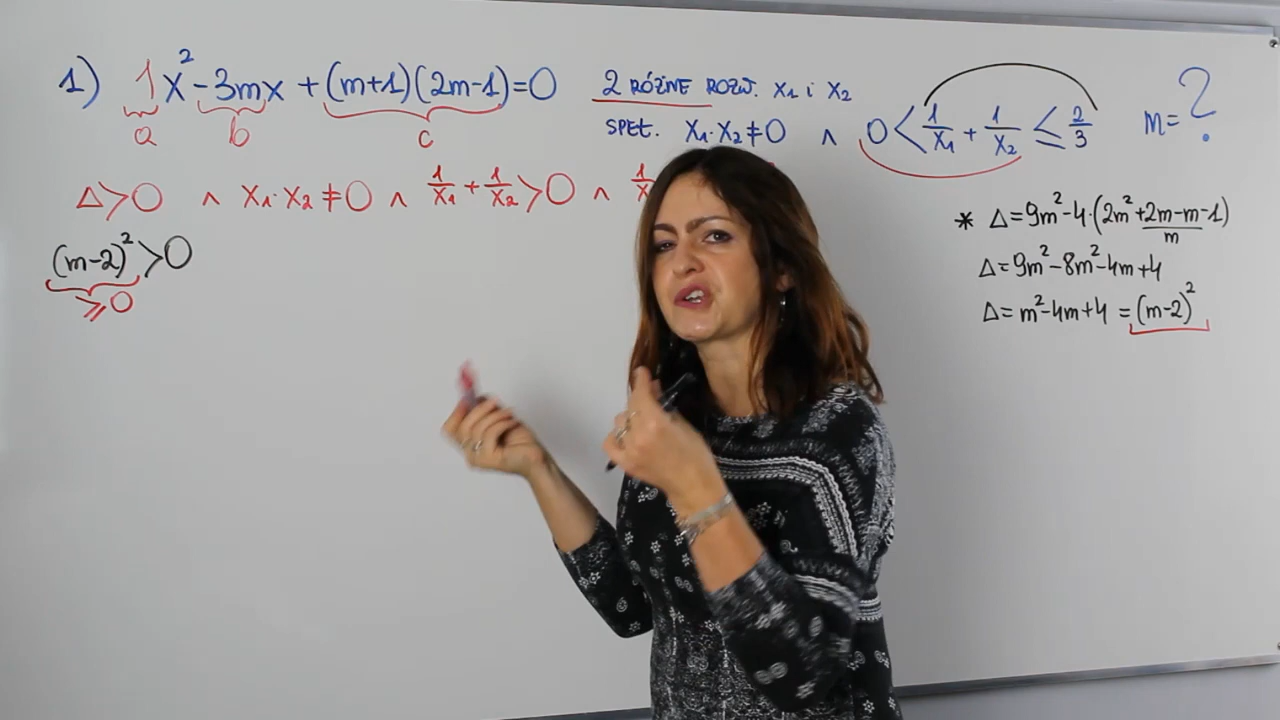 1) 1x² - 3mx + (m+1)(2m-1) = 0
a b c
2 RÓŻNE ROZW. x₁ i x₂
SPEŁ. x₁·x₂ ≠ 0 ∧ 0 < 1/x₁ + 1/x₂ ≤ 2/3
m = ?
Δ>0 ∧ x₁·x₂ ≠ 0 ∧ 1/x₁ + 1/x₂ > 0 ∧ 1/x
(m-2)² > 0
≥0
* Δ = 9m² - 4·(2m² + 2m - m - 1)
m
Δ = 9m² - 8m² - 4m + 4
Δ = m² - 4m + 4 = (m-2)²